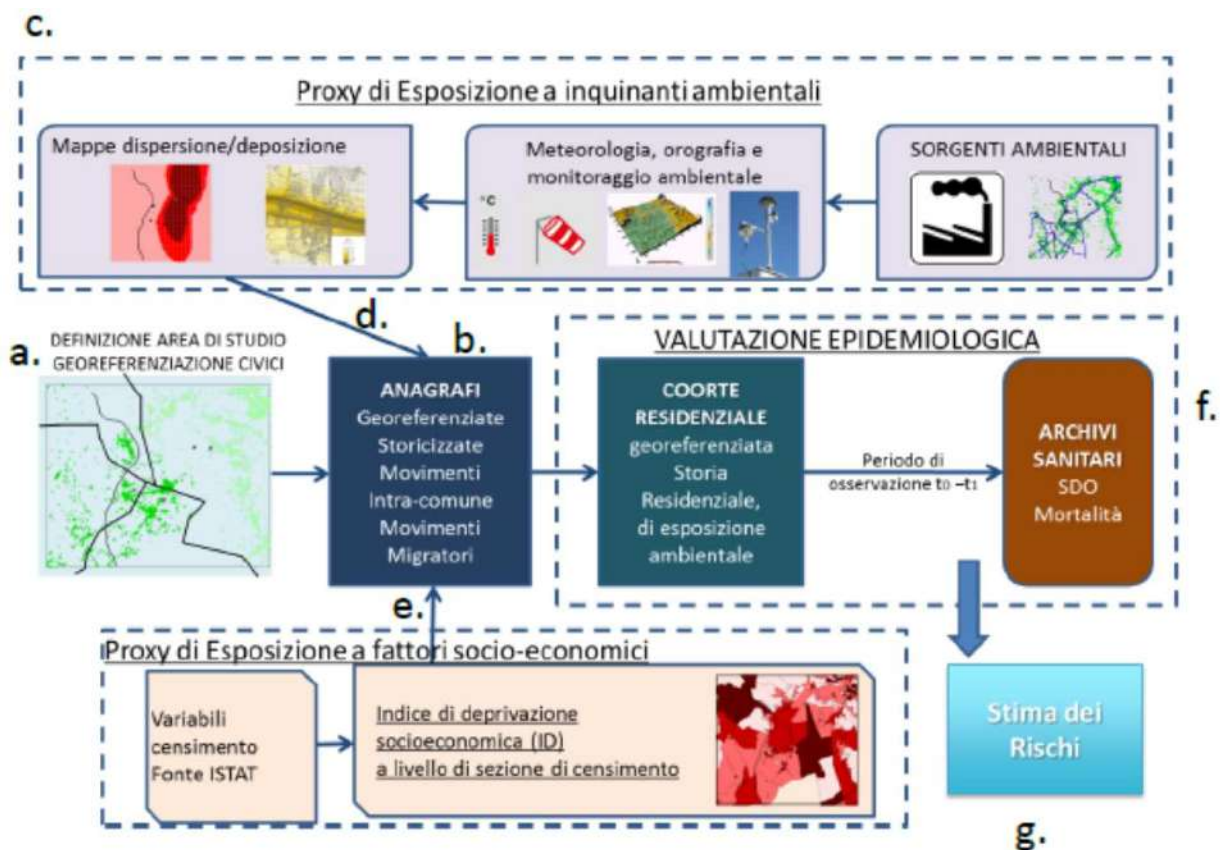 c.
Proxy di Esposizione a inquinanti ambientali
Mappe dispersione/deposizione
Meteorologia, orografia e
monitoraggio ambientale
°C
SORGENTI AMBIENTALI
d.
b.
a.
DEFINIZIONE AREA DI STUDIO
GEOREFERENZIAZIONE CIVICI
ANAGRAFI
Georeferenziate
Storicizzate
Movimenti
Intra-comune
Movimenti
Migratori
VALUTAZIONE EPIDEMIOLOGICA
COORTE
RESIDENZIALE
georeferenziata
Storia
Residenziale,
di esposizione
ambientale
Periodo di
osservazione t0 –t1
ARCHIVI
SANITARI
SDO
Mortalità
f.
e.
Proxy di Esposizione a fattori socio-economici
Variabili
censimento
Fonte ISTAT
Indice di deprivazione
socioeconomica (ID)
a livello di sezione di censimento
Stima dei
Rischi
g.